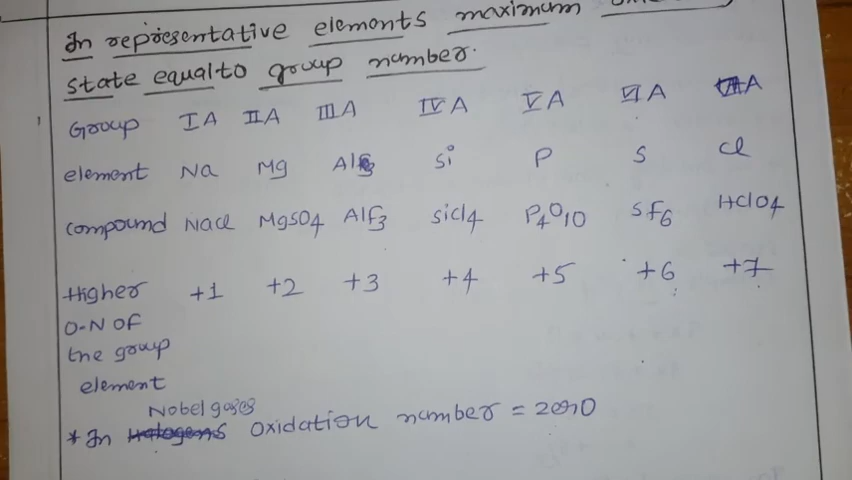 In representative elements maximum
state equalto group number.
Group IA IIA IIIA IVA VA VIA VIIA
element Na Mg Al Si P S Cl
compound Nacl MgSO4 AlF3 Sicl4 P4O10 SF6 HClO4
Higher +1 +2 +3 +4 +5 +6 +7
O-N OF
the group
element
Nobel gases
* In Halogens Oxidation number = zero